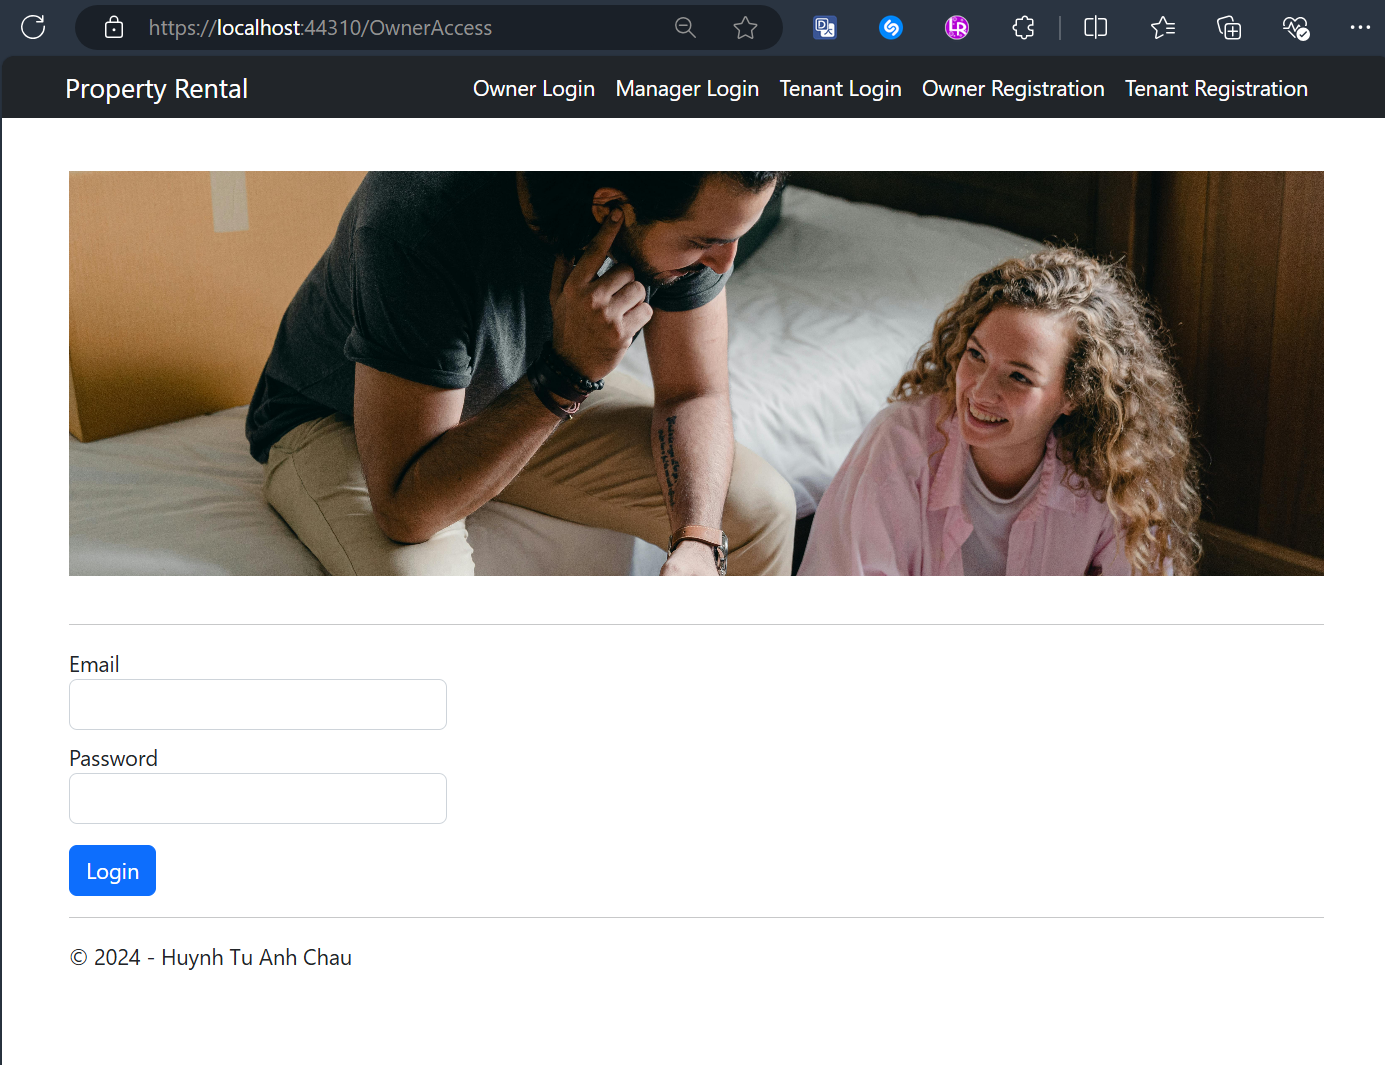 https://localhost:44310/OwnerAccess
Property Rental Owner Login Manager Login Tenant Login Owner Registration Tenant Registration
Email
Password
Login
© 2024 - Huynh Tu Anh Chau